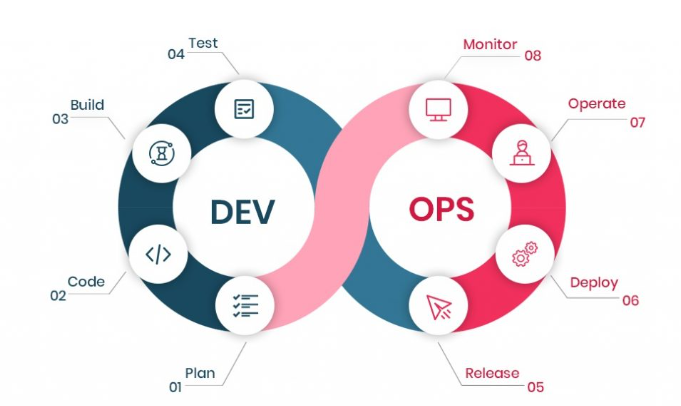 Test
04
Monitor
08
Build
03
Operate
07
DEV
OPS
Code
02
Deploy
06
Plan
01
Release
05